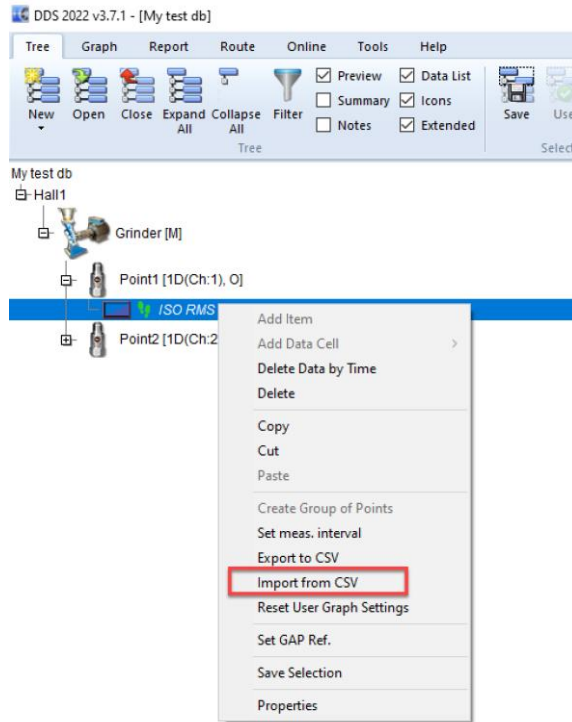 DDS 2022 v3.7.1 - [My test db]
Tree Graph Report Route Online Tools Help
New Open Close Expand All Collapse All Filter
Preview Data List
Summary Icons
Notes Extended
Save
Tree
My test db
Hall1
Grinder [M]
Point1 [1D(Ch:1), O]
ISO RMS
Point2 [1D(Ch:2
Add Item
Add Data Cell
Delete Data by Time
Delete
Copy
Cut
Paste
Create Group of Points
Set meas. interval
Export to CSV
Import from CSV
Reset User Graph Settings
Set GAP Ref.
Save Selection
Properties